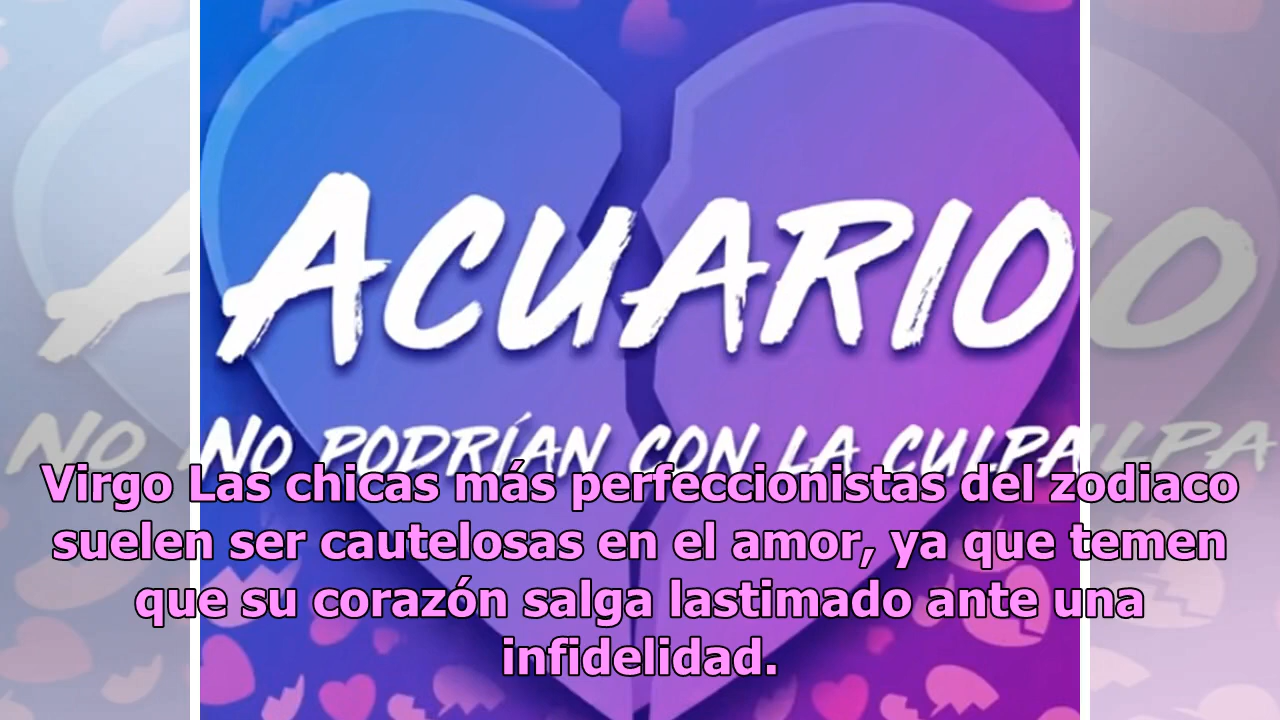 ACUARIO
NO PODRÍAN CON LA CULPA
Virgo Las chicas más perfeccionistas del zodiaco
suelen ser cautelosas en el amor, ya que temen
que su corazón salga lastimado ante una
infidelidad.